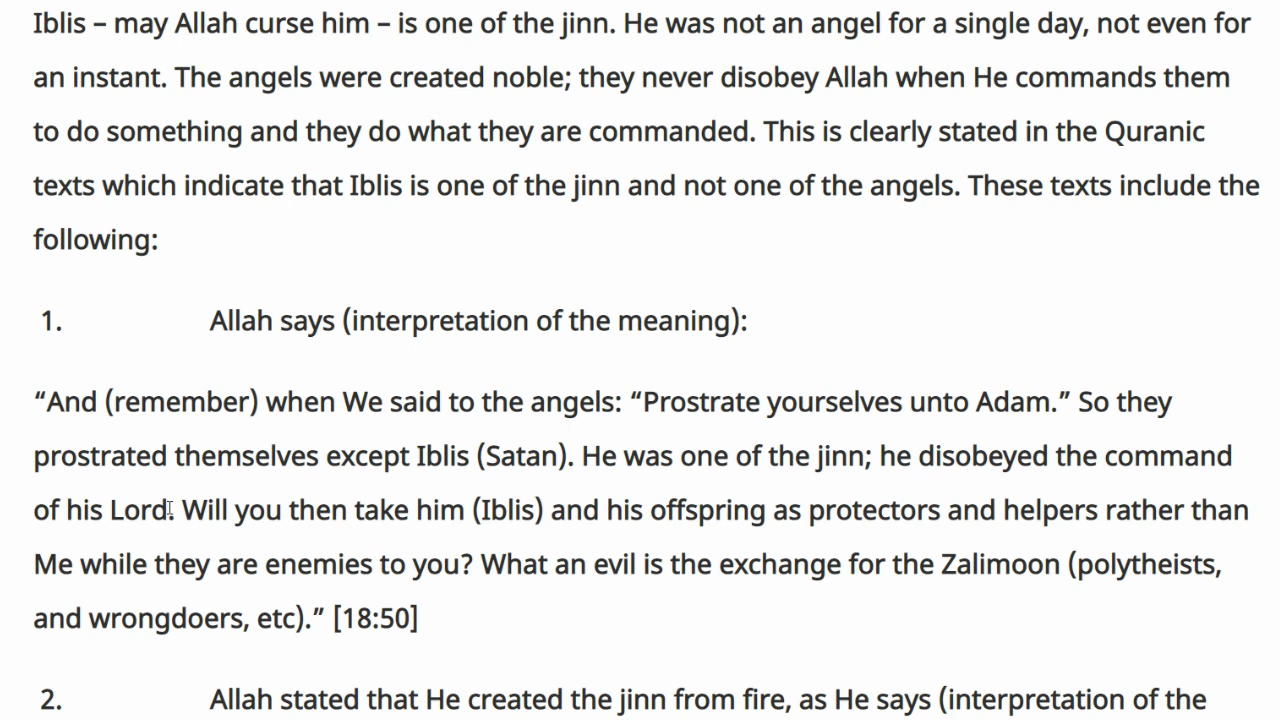 Iblis – may Allah curse him – is one of the jinn. He was not an angel for a single day, not even for
an instant. The angels were created noble; they never disobey Allah when He commands them
to do something and they do what they are commanded. This is clearly stated in the Quranic
texts which indicate that Iblis is one of the jinn and not one of the angels. These texts include the
following:
1. Allah says (interpretation of the meaning):
“And (remember) when We said to the angels: “Prostrate yourselves unto Adam.” So they
prostrated themselves except Iblis (Satan). He was one of the jinn; he disobeyed the command
of his Lord. Will you then take him (Iblis) and his offspring as protectors and helpers rather than
Me while they are enemies to you? What an evil is the exchange for the Zalimoon (polytheists,
and wrongdoers, etc).” [18:50]
2. Allah stated that He created the jinn from fire, as He says (interpretation of the